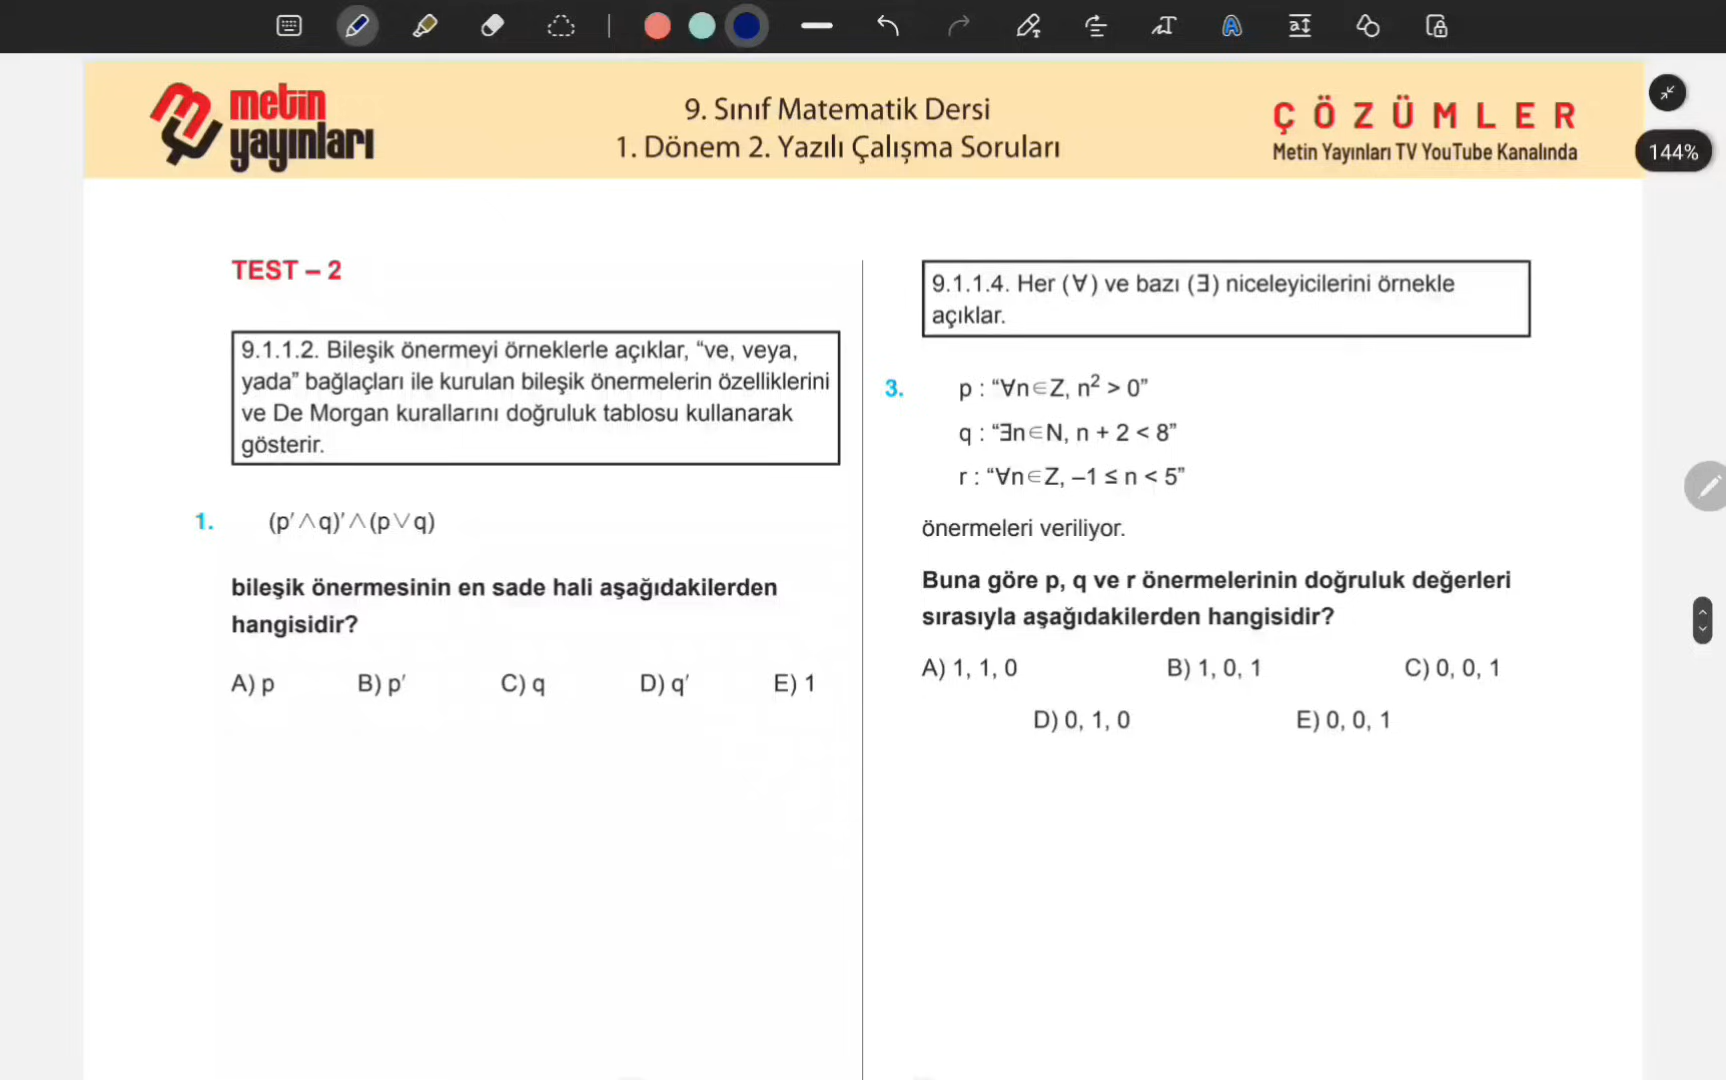 metin
yayınları
9. Sınıf Matematik Dersi
1. Dönem 2. Yazılı Çalışma Soruları
ÇÖZÜMLER
Metin Yayınları TV YouTube Kanalında
144%
TEST – 2
9.1.1.2. Bileşik önermeyi örneklerle açıklar, “ve, veya,
yada” bağlaçları ile kurulan bileşik önermelerin özelliklerini
ve De Morgan kurallarını doğruluk tablosu kullanarak
gösterir.
1. (p′∧q)′∧(p∨q)
bileşik önermesinin en sade hali aşağıdakilerden
hangisidir?
A) p B) p′ C) q D) q′ E) 1
9.1.1.4. Her (∀) ve bazı (∃) niceleyicilerini örnekle
açıklar.
3. p : “∀n∈Z, n² > 0”
q : “∃n∈N, n + 2 < 8”
r : “∀n∈Z, –1 ≤ n < 5”
önermeleri veriliyor.
Buna göre p, q ve r önermelerinin doğruluk değerleri
sırasıyla aşağıdakilerden hangisidir?
A) 1, 1, 0 B) 1, 0, 1 C) 0, 0, 1
D) 0, 1, 0 E) 0, 0, 1